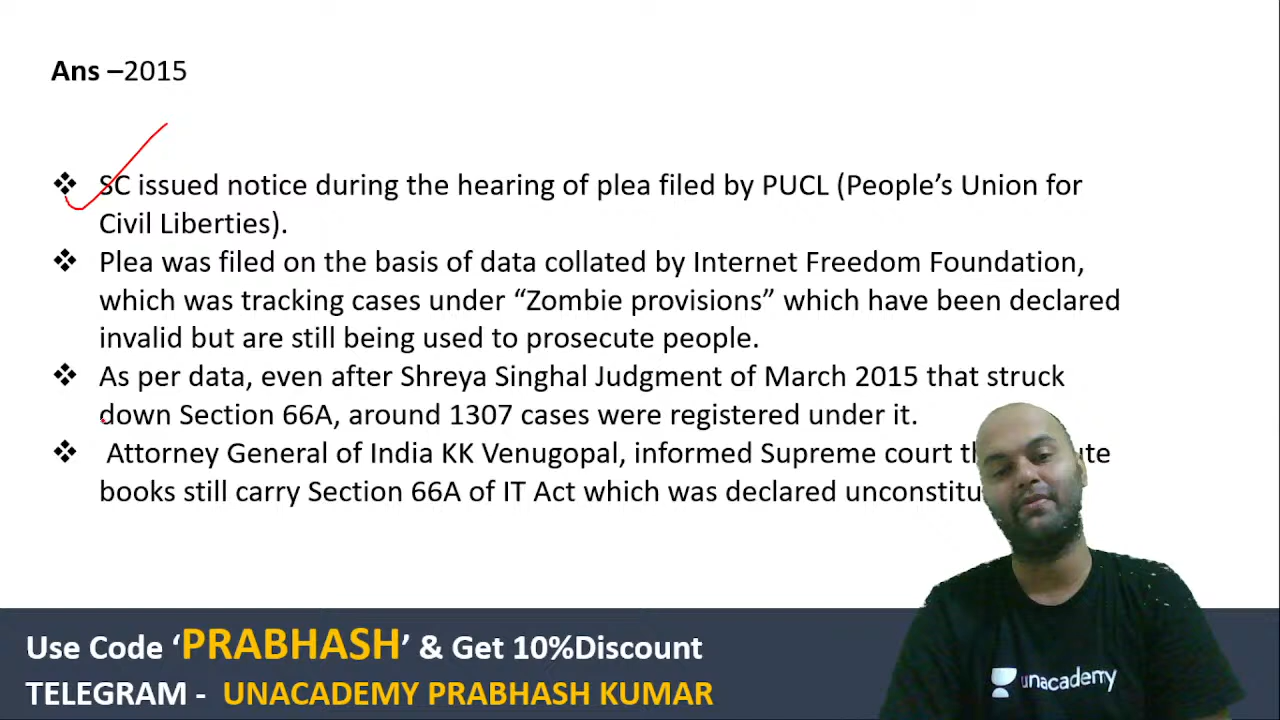 Ans –2015
❖ SC issued notice during the hearing of plea filed by PUCL (People's Union for
Civil Liberties).
❖ Plea was filed on the basis of data collated by Internet Freedom Foundation,
which was tracking cases under “Zombie provisions” which have been declared
invalid but are still being used to prosecute people.
❖ As per data, even after Shreya Singhal Judgment of March 2015 that struck
down Section 66A, around 1307 cases were registered under it.
❖ Attorney General of India KK Venugopal, informed Supreme court
books still carry Section 66A of IT Act which was declared
Use Code ‘PRABHASH’ & Get 10%Discount
TELEGRAM - UNACADEMY PRABHASH KUMAR
unacademy